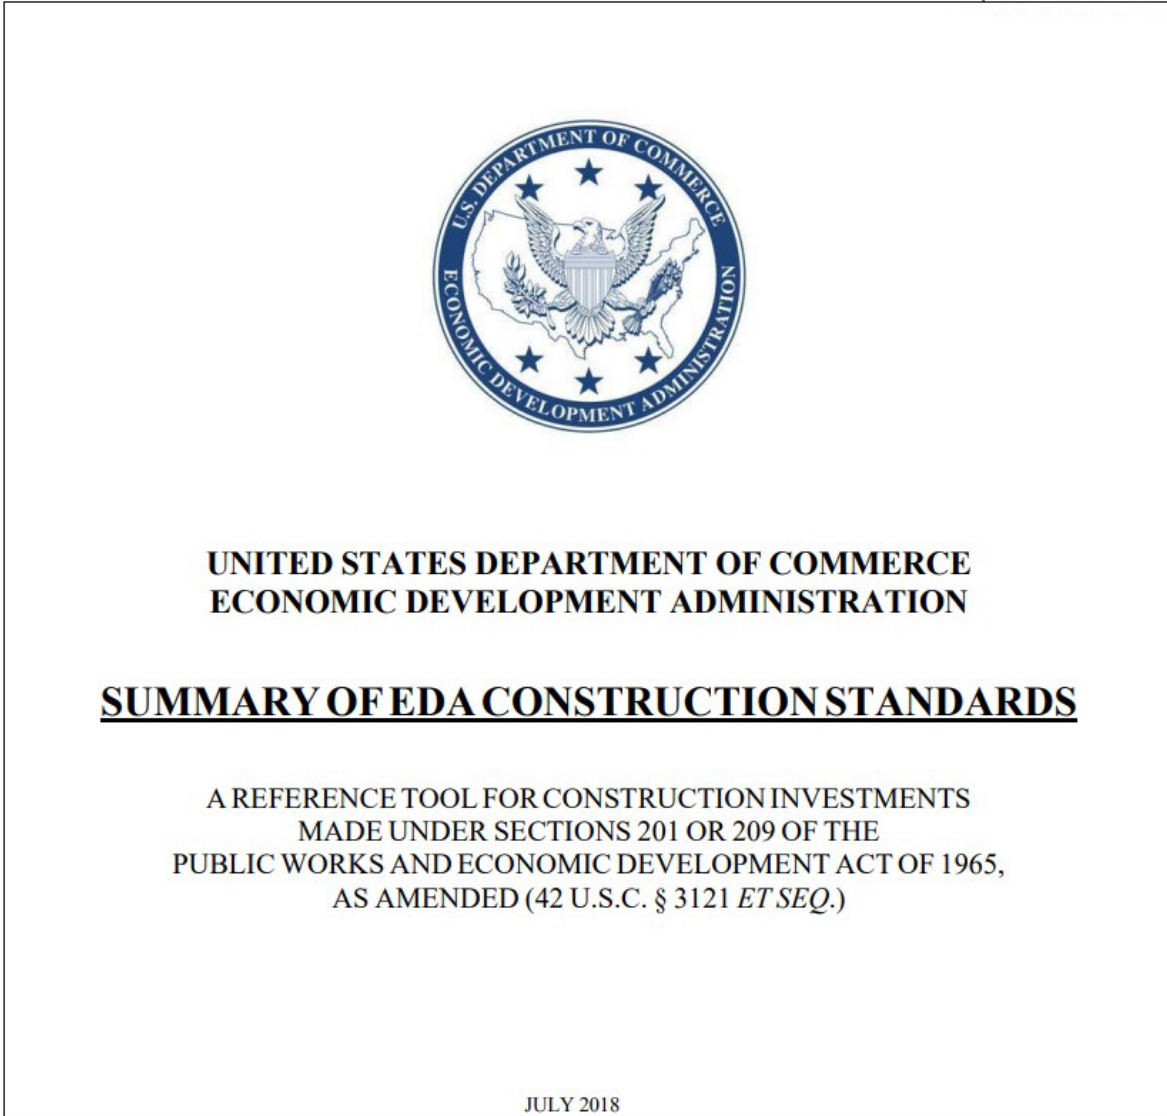 U.S. DEPARTMENT OF COMMERCE
ECONOMIC DEVELOPMENT ADMINISTRATION
UNITED STATES DEPARTMENT OF COMMERCE
ECONOMIC DEVELOPMENT ADMINISTRATION
SUMMARY OF EDA CONSTRUCTION STANDARDS
A REFERENCE TOOL FOR CONSTRUCTION INVESTMENTS
MADE UNDER SECTIONS 201 OR 209 OF THE
PUBLIC WORKS AND ECONOMIC DEVELOPMENT ACT OF 1965,
AS AMENDED (42 U.S.C. § 3121 ET SEQ.)
JULY 2018